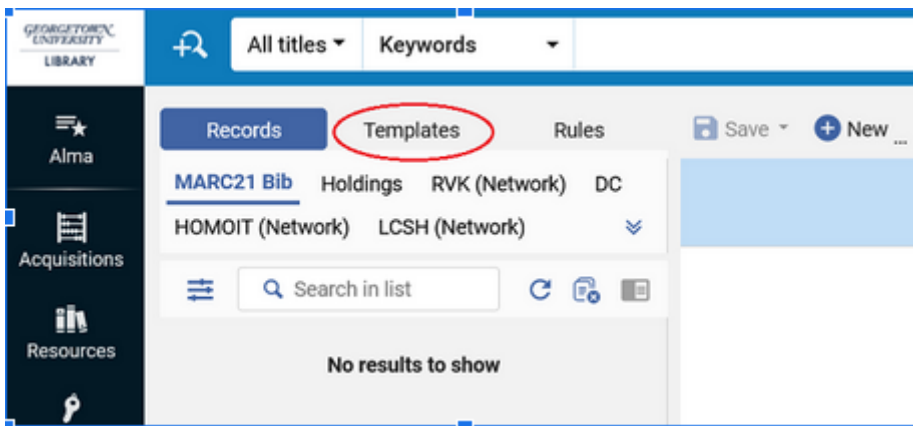 GEORGETOWN
UNIVERSITY
LIBRARY
All titles
Keywords
Alma
Acquisitions
Resources
Records
Templates
Rules
Save
New
...
MARC21 Bib
Holdings
RVK (Network)
DC
HOMOIT (Network)
LCSH (Network)
Search in list
No results to show